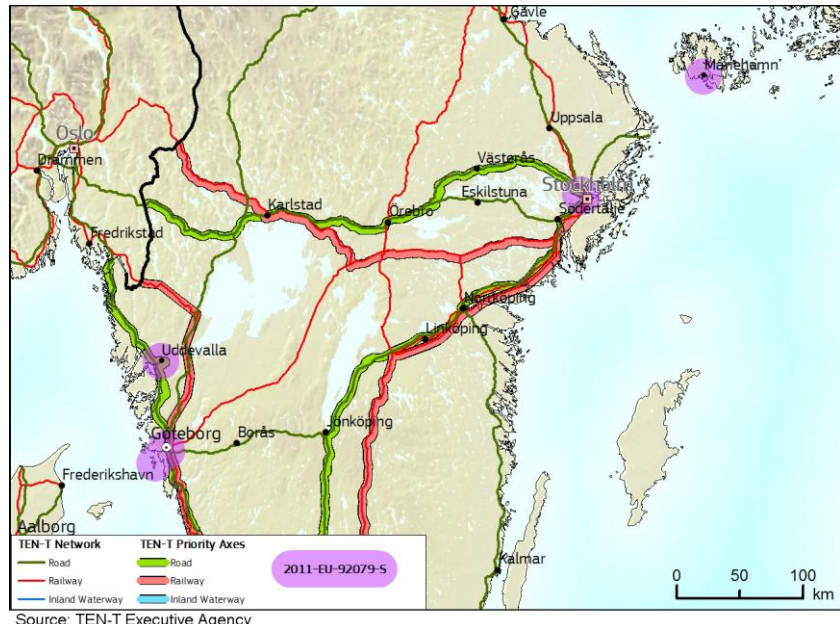 Gävle
Mariehamn
Uppsala
Oslo
Drammen
Västerås
Eskilstuna
Stockholm
Karlstad
Örebro
Södertälje
Fredrikstad
Norrköping
Linköping
Uddevalla
Göteborg
Borås
Jönköping
Frederikshavn
Aalborg
Kalmar
TEN-T Network TEN-T Priority Axes
Road Road
Railway Railway
Inland Waterway Inland Waterway
2011-EU-92079-S
0 50 100
km
Source: TEN-T Executive Agency